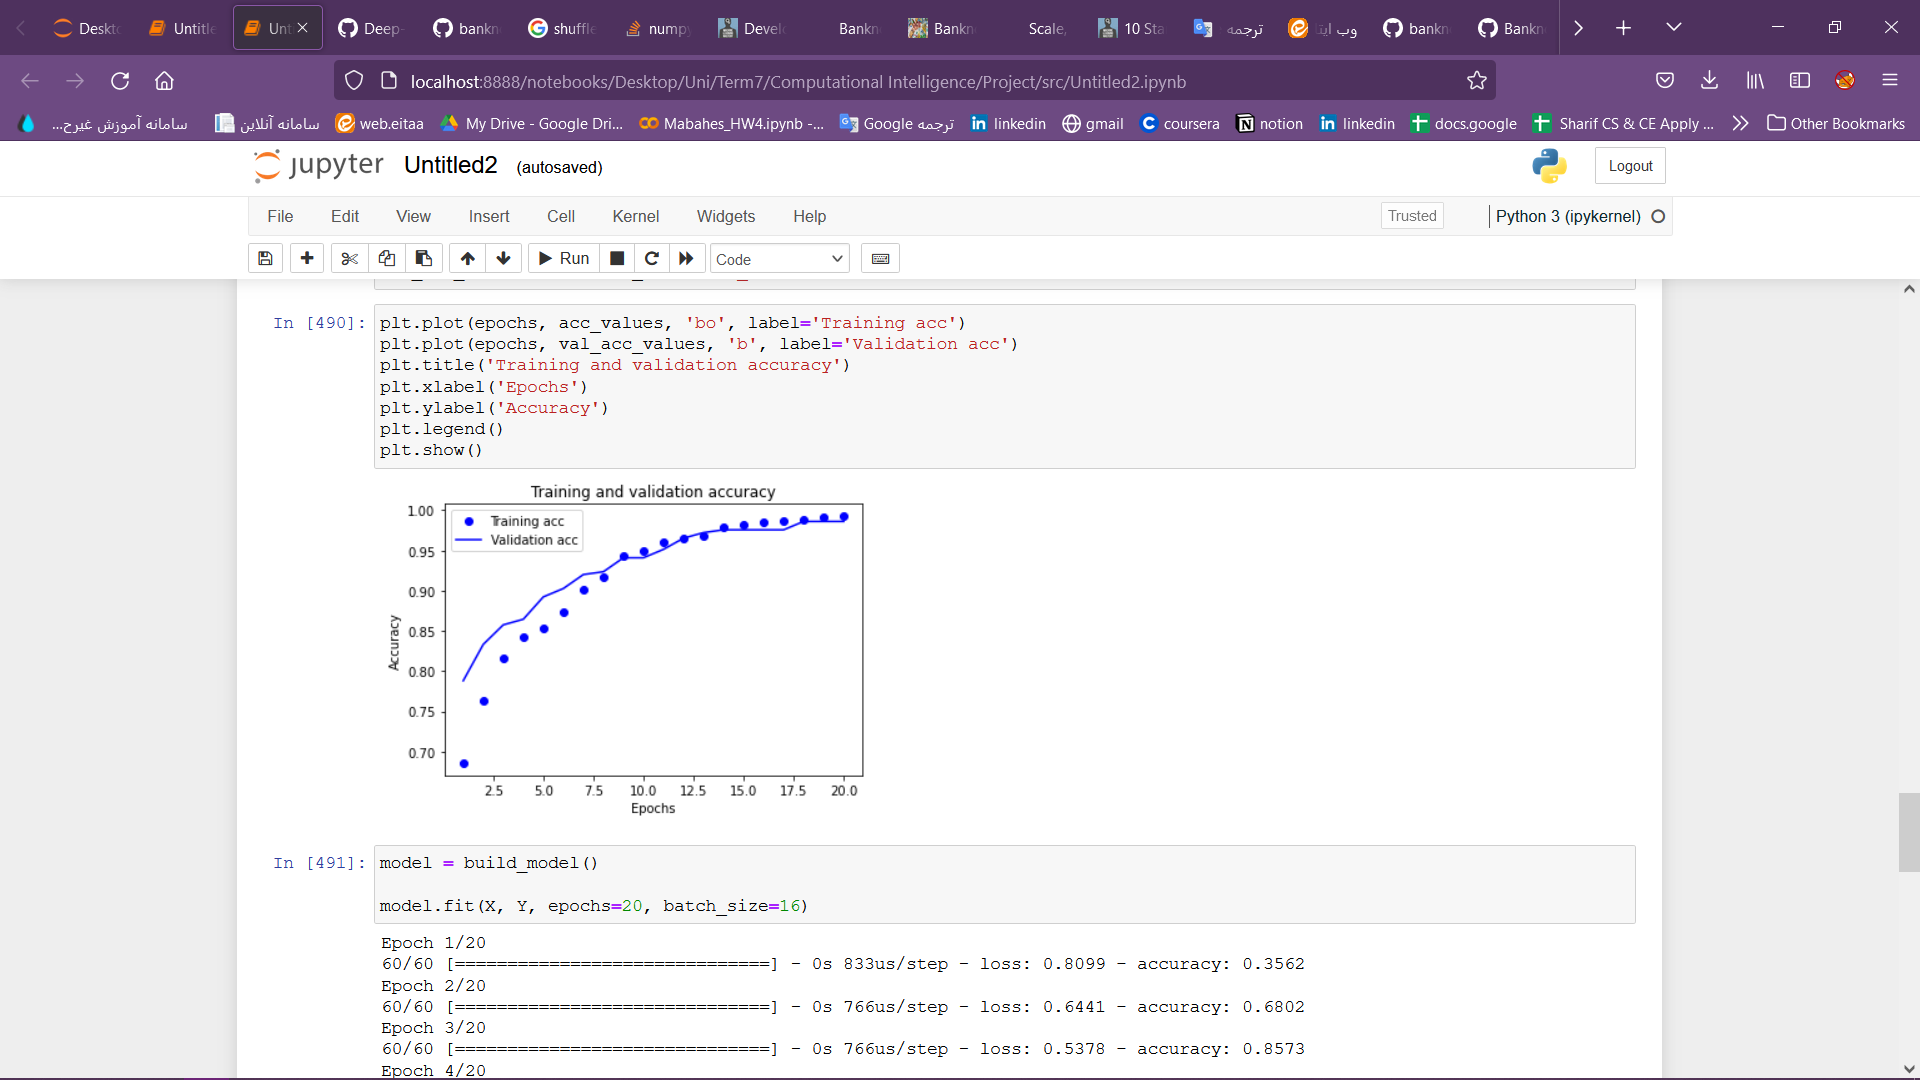 Deskt
Untitle
Unt
Deep-
bankn
shuffle
numpy
Develo
Bankn
Bankn
Scale,
10 Sta
ترجمه
وب ایتا
bankn
Bankn
localhost:8888/notebooks/Desktop/Uni/Term7/Computational Intelligence/Project/src/Untitled2.ipynb
سامانه آموزش غیرح...
سامانه آنلاین
web.eitaa
My Drive - Google Dri...
Mabahes_HW4.ipynb -...
Google ترجمه
linkedin
gmail
coursera
notion
linkedin
docs.google
Sharif CS & CE Apply ...
Other Bookmarks
jupyter Untitled2 (autosaved)
Logout
File Edit View Insert Cell Kernel Widgets Help
Trusted
Python 3 (ipykernel)
Run
Code
In [490]:
plt.plot(epochs, acc_values, 'bo', label='Training acc')
plt.plot(epochs, val_acc_values, 'b', label='Validation acc')
plt.title('Training and validation accuracy')
plt.xlabel('Epochs')
plt.ylabel('Accuracy')
plt.legend()
plt.show()
Training and validation accuracy
Training acc
Validation acc
1.00
0.95
0.90
0.85
0.80
0.75
0.70
Accuracy
2.5 5.0 7.5 10.0 12.5 15.0 17.5 20.0
Epochs
In [491]:
model = build_model()
model.fit(X, Y, epochs=20, batch_size=16)
Epoch 1/20
60/60 [==============================] - 0s 833us/step - loss: 0.8099 - accuracy: 0.3562
Epoch 2/20
60/60 [==============================] - 0s 766us/step - loss: 0.6441 - accuracy: 0.6802
Epoch 3/20
60/60 [==============================] - 0s 766us/step - loss: 0.5378 - accuracy: 0.8573
Epoch 4/20